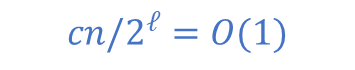 cn/2^ℓ = O(1)